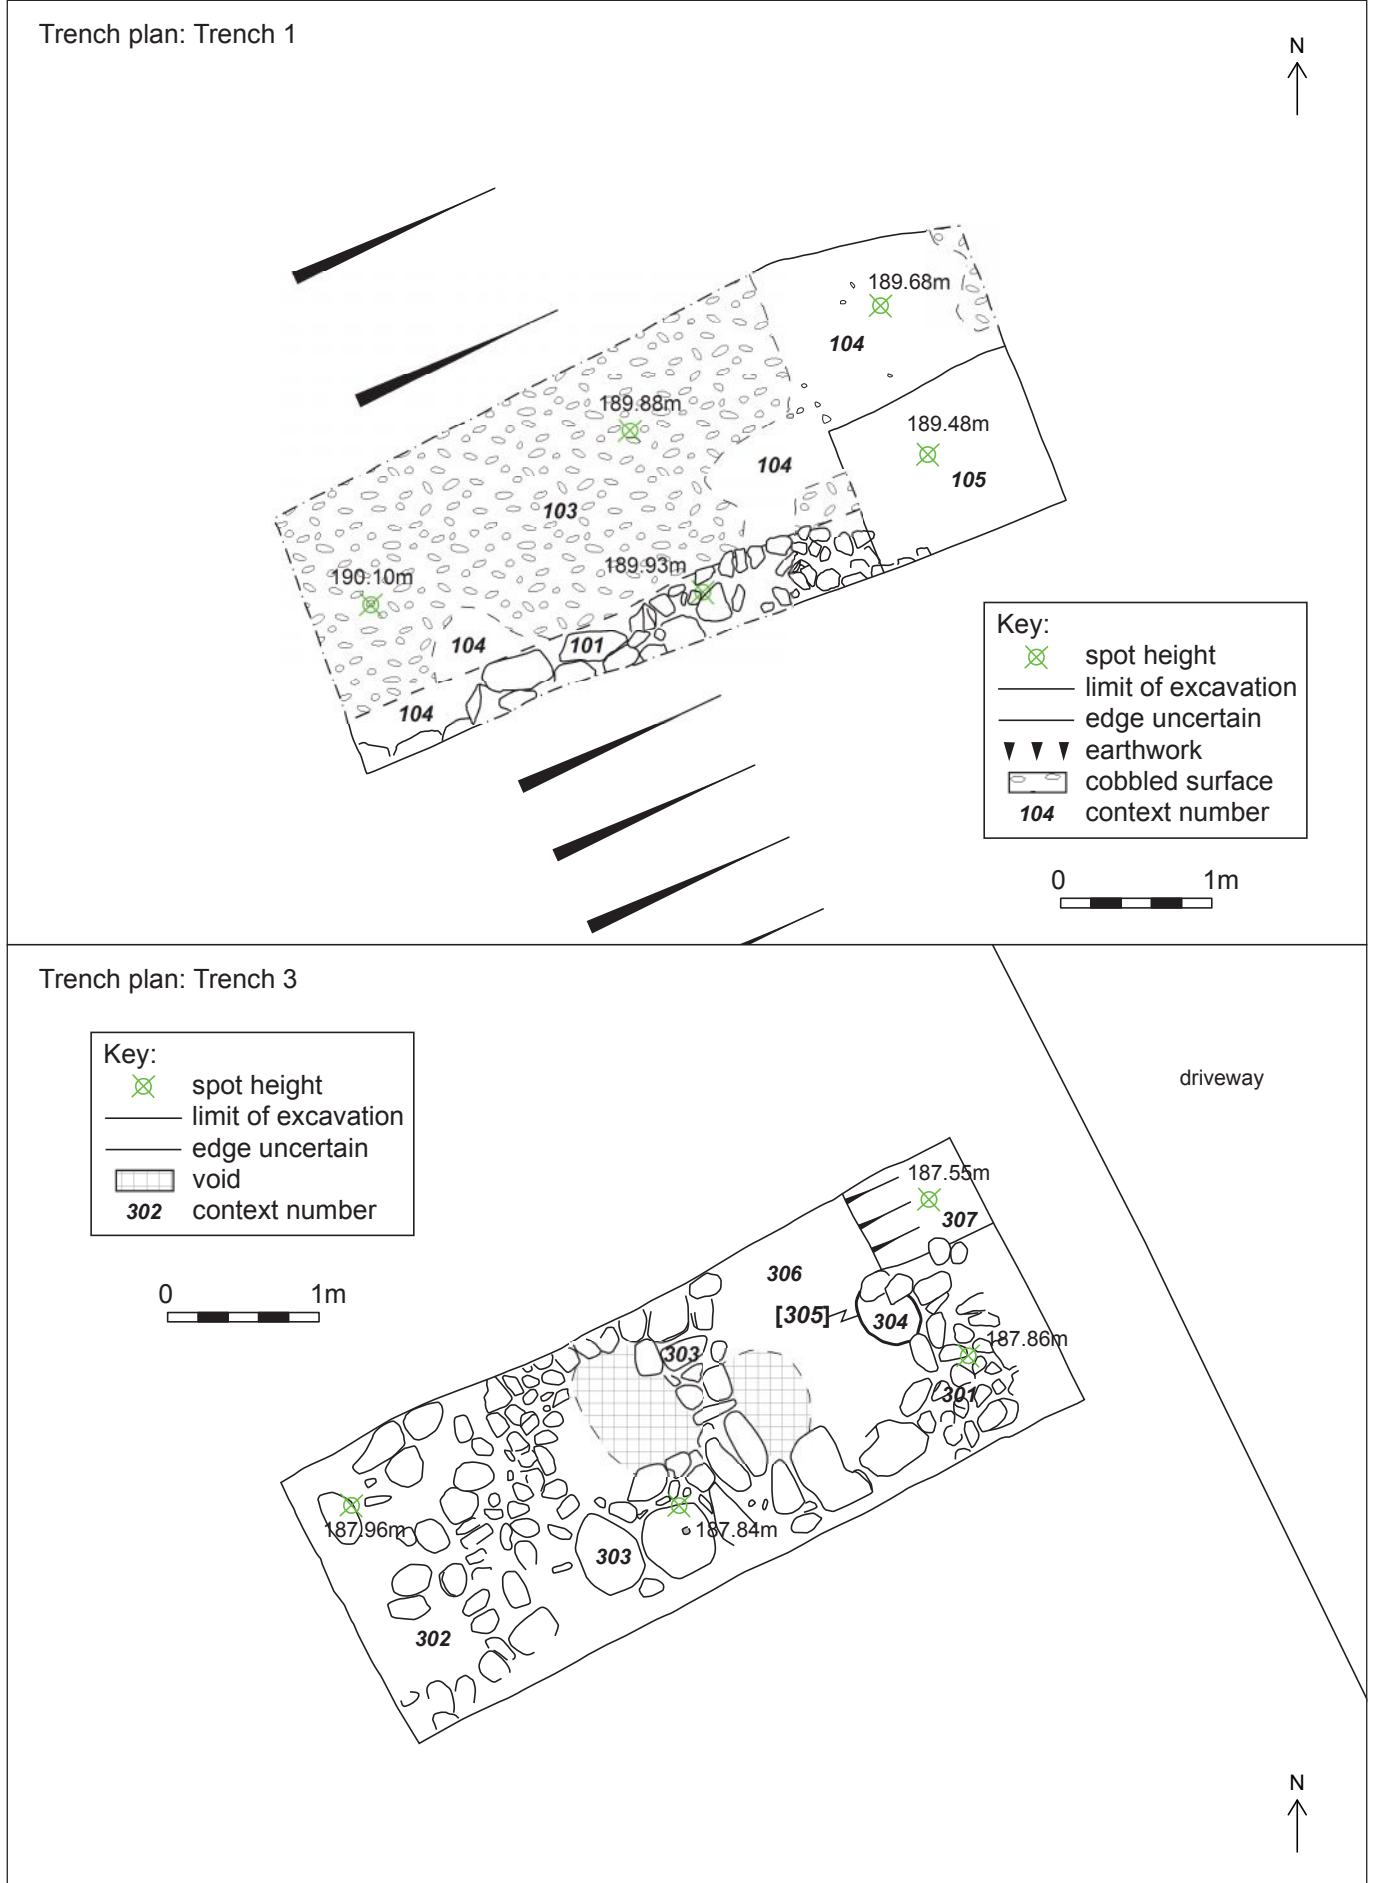 Trench plan: Trench 1
N
189.68m
104
189.88m
189.48m
104
105
103
189.93m
190.10m
104
101
104
Key:
spot height
limit of excavation
edge uncertain
earthwork
cobbled surface
104 context number
0 1m
Trench plan: Trench 3
Key:
spot height
limit of excavation
edge uncertain
void
302 context number
0 1m
driveway
187.55m
307
306
[305]
304
187.86m
303
301
187.96m
187.84m
303
302
N